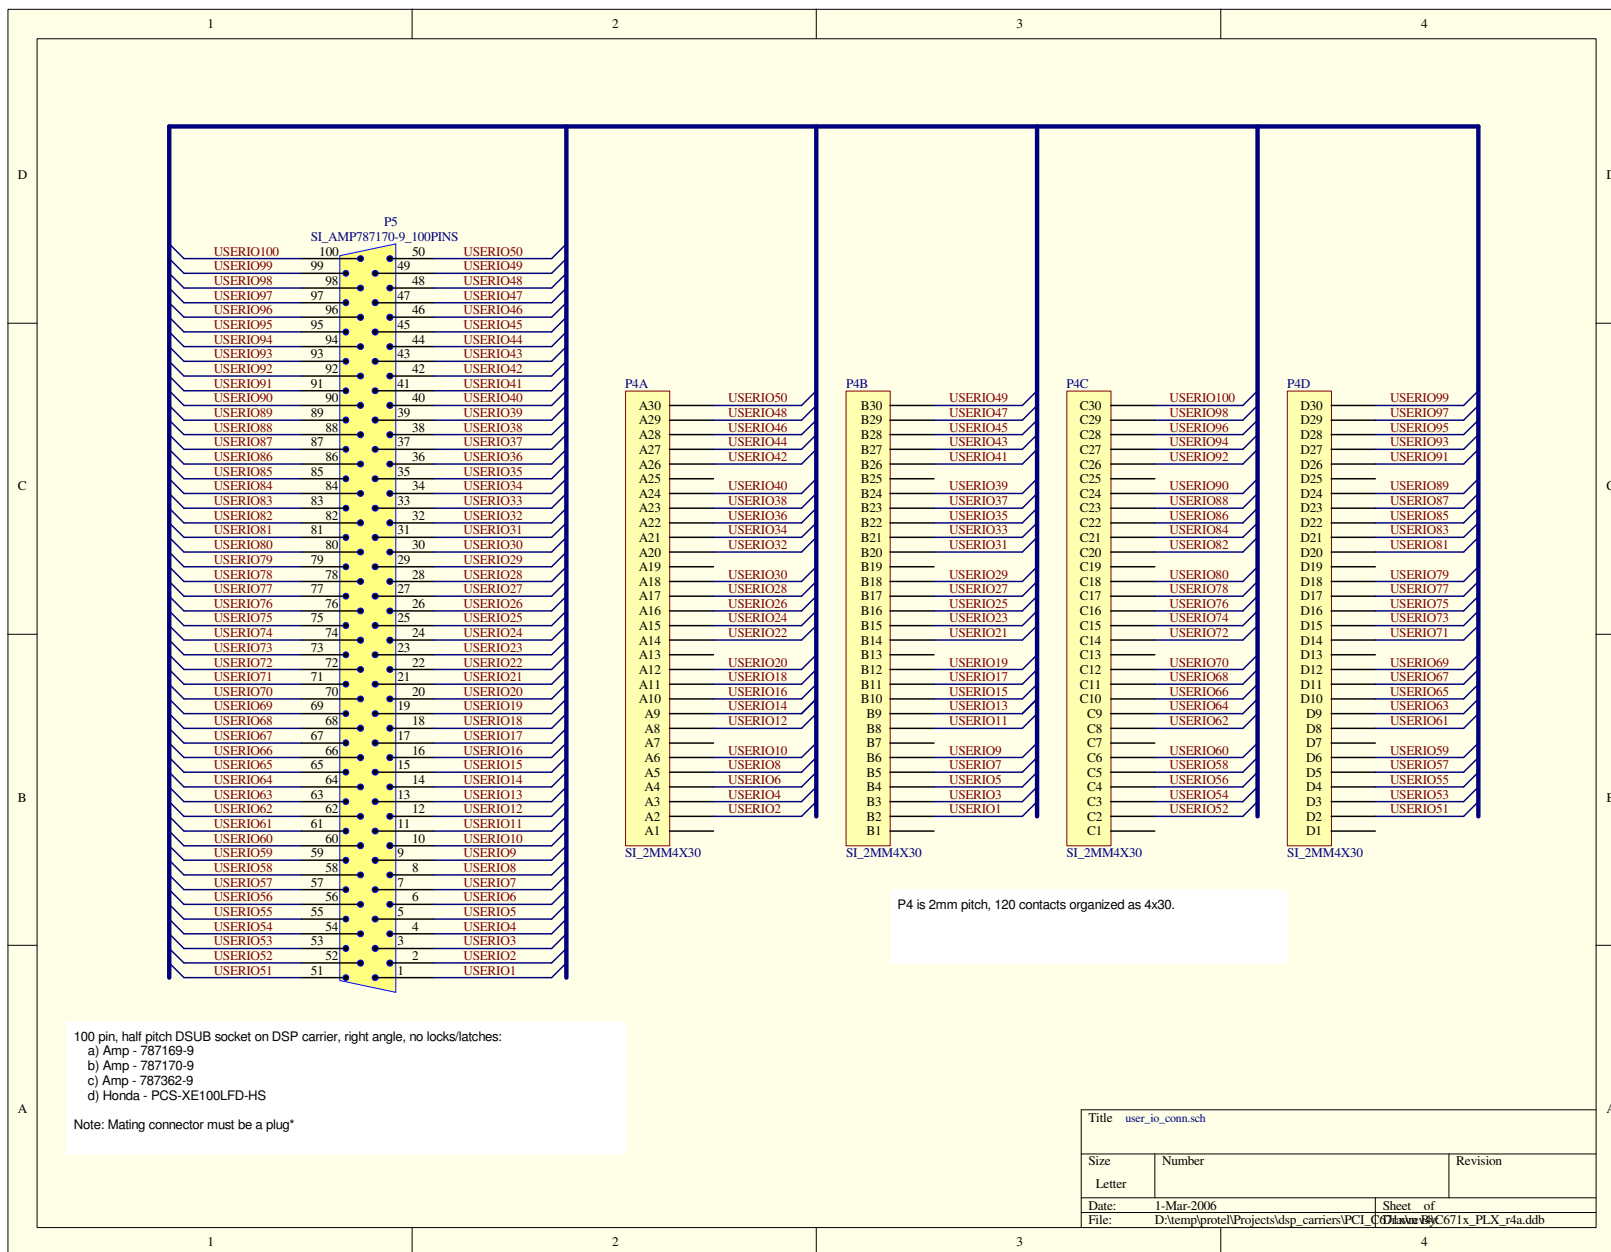 1 2 3 4
D D
P5
SI_AMP787170-9_100PINS
USERIO100 100 50 USERIO50
USERIO99 99 49 USERIO49
USERIO98 98 48 USERIO48
USERIO97 97 47 USERIO47
USERIO96 96 46 USERIO46
USERIO95 95 45 USERIO45
USERIO94 94 44 USERIO44
USERIO93 93 43 USERIO43
USERIO92 92 42 USERIO42
USERIO91 91 41 USERIO41
USERIO90 90 40 USERIO40
USERIO89 89 39 USERIO39
USERIO88 88 38 USERIO38
USERIO87 87 37 USERIO37
USERIO86 86 36 USERIO36
USERIO85 85 35 USERIO35
USERIO84 84 34 USERIO34
USERIO83 83 33 USERIO33
USERIO82 82 32 USERIO32
USERIO81 81 31 USERIO31
USERIO80 80 30 USERIO30
USERIO79 79 29 USERIO29
USERIO78 78 28 USERIO28
USERIO77 77 27 USERIO27
USERIO76 76 26 USERIO26
USERIO75 75 25 USERIO25
USERIO74 74 24 USERIO24
USERIO73 73 23 USERIO23
USERIO72 72 22 USERIO22
USERIO71 71 21 USERIO21
USERIO70 70 20 USERIO20
USERIO69 69 19 USERIO19
USERIO68 68 18 USERIO18
USERIO67 67 17 USERIO17
USERIO66 66 16 USERIO16
USERIO65 65 15 USERIO15
USERIO64 64 14 USERIO14
USERIO63 63 13 USERIO13
USERIO62 62 12 USERIO12
USERIO61 61 11 USERIO11
USERIO60 60 10 USERIO10
USERIO59 59 9 USERIO9
USERIO58 58 8 USERIO8
USERIO57 57 7 USERIO7
USERIO56 56 6 USERIO6
USERIO55 55 5 USERIO5
USERIO54 54 4 USERIO4
USERIO53 53 3 USERIO3
USERIO52 52 2 USERIO2
USERIO51 51 1 USERIO1
P4A P4B P4C P4D
A30 USERIO50 B30 USERIO49 C30 USERIO100 D30 USERIO99
A29 USERIO48 B29 USERIO47 C29 USERIO98 D29 USERIO97
A28 USERIO46 B28 USERIO45 C28 USERIO96 D28 USERIO95
A27 USERIO44 B27 USERIO43 C27 USERIO94 D27 USERIO93
A26 USERIO42 B26 USERIO41 C26 USERIO92 D26 USERIO91
A25 B25 C25 D25
A24 USERIO40 B24 USERIO39 C24 USERIO90 D24 USERIO89
A23 USERIO38 B23 USERIO37 C23 USERIO88 D23 USERIO87
A22 USERIO36 B22 USERIO35 C22 USERIO86 D22 USERIO85
A21 USERIO34 B21 USERIO33 C21 USERIO84 D21 USERIO83
A20 USERIO32 B20 USERIO31 C20 USERIO82 D20 USERIO81
A19 B19 C19 D19
A18 USERIO30 B18 USERIO29 C18 USERIO80 D18 USERIO79
A17 USERIO28 B17 USERIO27 C17 USERIO78 D17 USERIO77
A16 USERIO26 B16 USERIO25 C16 USERIO76 D16 USERIO75
A15 USERIO24 B15 USERIO23 C15 USERIO74 D15 USERIO73
A14 USERIO22 B14 USERIO21 C14 USERIO72 D14 USERIO71
A13 B13 C13 D13
A12 USERIO20 B12 USERIO19 C12 USERIO70 D12 USERIO69
A11 USERIO18 B11 USERIO17 C11 USERIO68 D11 USERIO67
A10 USERIO16 B10 USERIO15 C10 USERIO66 D10 USERIO65
A9 USERIO14 B9 USERIO13 C9 USERIO64 D9 USERIO63
A8 USERIO12 B8 USERIO11 C8 USERIO62 D8 USERIO61
A7 B7 C7 D7
A6 USERIO10 B6 USERIO9 C6 USERIO60 D6 USERIO59
A5 USERIO8 B5 USERIO7 C5 USERIO58 D5 USERIO57
A4 USERIO6 B4 USERIO5 C4 USERIO56 D4 USERIO55
A3 USERIO4 B3 USERIO3 C3 USERIO54 D3 USERIO53
A2 USERIO2 B2 USERIO1 C2 USERIO52 D2 USERIO51
A1 B1 C1 D1
SI_2MM4X30 SI_2MM4X30 SI_2MM4X30 SI_2MM4X30
C C
B B
P4 is 2mm pitch, 120 contacts organized as 4x30.
100 pin, half pitch DSUB socket on DSP carrier, right angle, no locks/latches:
a) Amp - 787169-9
b) Amp - 787170-9
c) Amp - 787362-9
d) Honda - PCS-XE100LFD-HS
Note: Mating connector must be a plug*
A A
Title user_io_conn.sch
Size Number Revision
Letter
Date: 1-Mar-2006 Sheet of
File: D:\temp\protel\Projects\dsp_carriers\PCI_C671x_PLX_r4a.ddb
1 2 3 4